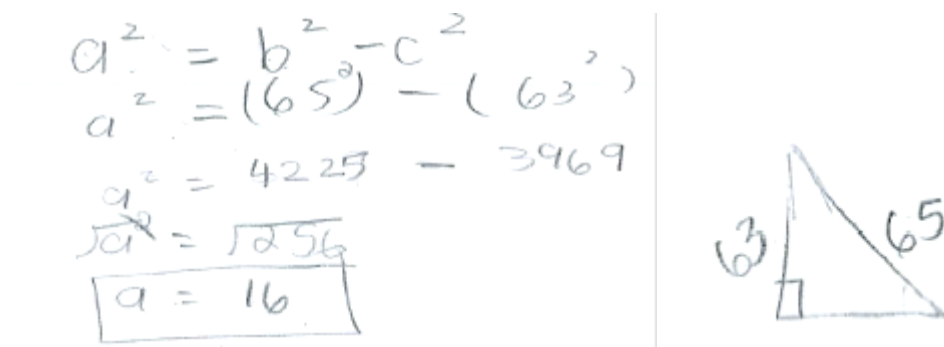 a² = b² - c²
a² = (65²) - (63²)
a² = 4225 - 3969
√a² = √256
a = 16
63
65